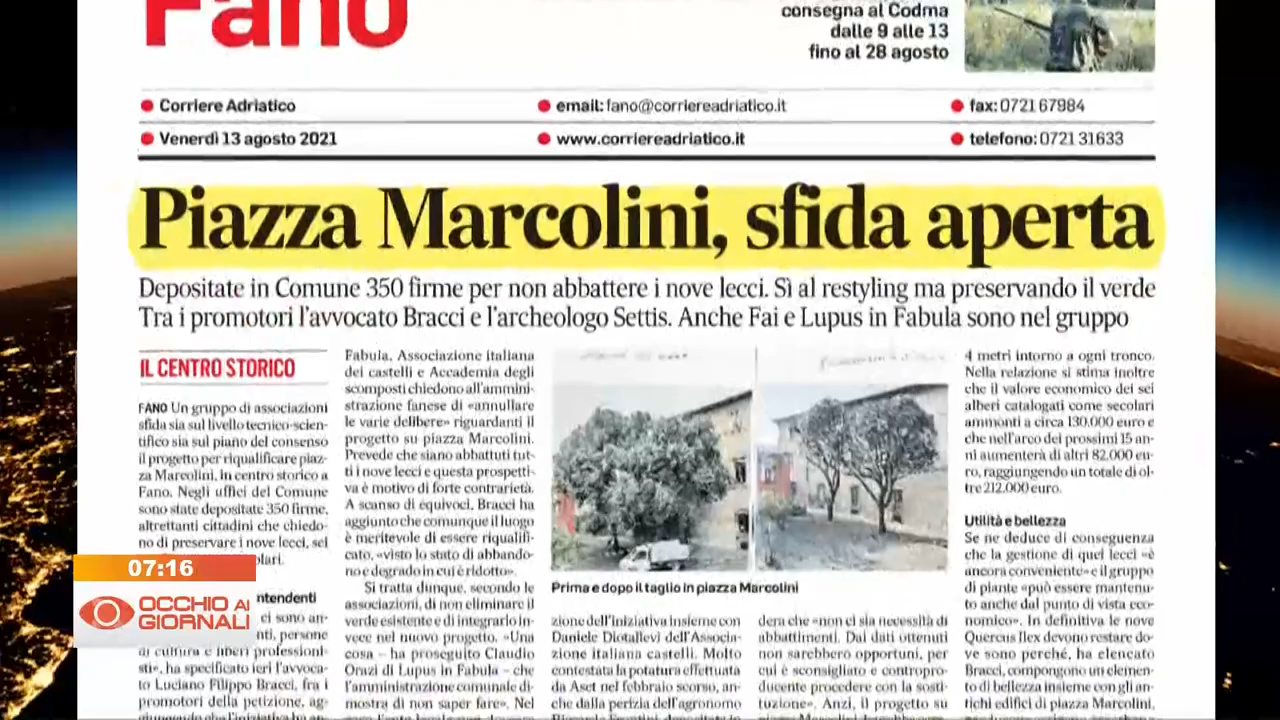 Fano
consegna al Codma
dalle 9 alle 13
fino al 28 agosto
Corriere Adriatico
email: fano@corriereadriatico.it
fax: 0721 67984
Venerdì 13 agosto 2021
www.corriereadriatico.it
telefono: 0721 31633
Piazza Marcolini, sfida aperta
Depositate in Comune 350 firme per non abbattere i nove lecci. Sì al restyling ma preservando il verde
Tra i promotori l'avvocato Bracci e l'archeologo Settis. Anche Fai e Lupus in Fabula sono nel gruppo
IL CENTRO STORICO
FANO Un gruppo di associazioni
sfida sia sul livello tecnico-scien-
tifico sia sul piano del consenso
il progetto per riqualificare piaz-
za Marcolini, in centro storico a
Fano. Negli uffici del Comune
sono state depositate 350 firme,
altrettanti cittadini che chiedo-
no di preservare i nove lecci, sei
olari.
ntendenti
ci sono an-
nti, persone
di cultura e liberi professioni-
sti», ha specificato ieri l'avvoca-
to Luciano Filippo Bracci, fra i
promotori della petizione, ag-
Fabula, Associazione italiana
dei castelli e Accademia degli
scomposti chiedono all'ammini-
strazione fanese di «annullare
le varie delibere» riguardanti il
progetto su piazza Marcolini.
Prevede che siano abbattuti tut-
ti i nove lecci e questa prospetti-
va è motivo di forte contrarietà.
A scanso di equivoci, Bracci ha
aggiunto che comunque il luogo
è meritevole di essere riqualifi-
cato, «visto lo stato di abbando-
no e degrado in cui è ridotto».
Si tratta dunque, secondo le
associazioni, di non eliminare il
verde esistente e di integrarlo in-
vece nel nuovo progetto. «Una
cosa – ha proseguito Claudio
Orazi di Lupus in Fabula – che
l'amministrazione comunale di-
mostra di non saper fare». Nel
Prima e dopo il taglio in piazza Marcolini
zione dell'iniziativa insieme con
Daniele Diotallevi dell'Associa-
zione italiana castelli. Molto
contestata la potatura effettuata
da Aset nel febbraio scorso, an-
che dalla perizia dell'agronomo
dera che «non ci sia necessità di
abbattimenti. Dai dati ottenuti
non sarebbero opportuni, per
cui è sconsigliato e contropro-
ducente procedere con la sosti-
tuzione». Anzi, il progetto su
4 metri intorno a ogni tronco.
Nella relazione si stima inoltre
che il valore economico dei sei
alberi catalogati come secolari
ammonti a circa 130.000 euro e
che nell'arco dei prossimi 15 an-
ni aumenterà di altri 82.000 eu-
ro, raggiungendo un totale di ol-
tre 212.000 euro.
Utilità e bellezza
Se ne deduce di conseguenza
che la gestione di quei lecci «è
ancora conveniente» e il gruppo
di piante «può essere mantenu-
to anche dal punto di vista eco-
nomico». In definitiva le nove
Quercus ilex devono restare do-
ve sono perché, ha elencato
Bracci, compongono un elemen-
to di bellezza insieme con gli an-
tichi edifici di piazza Marcolini,
07:16
OCCHIO AI
GIORNALI